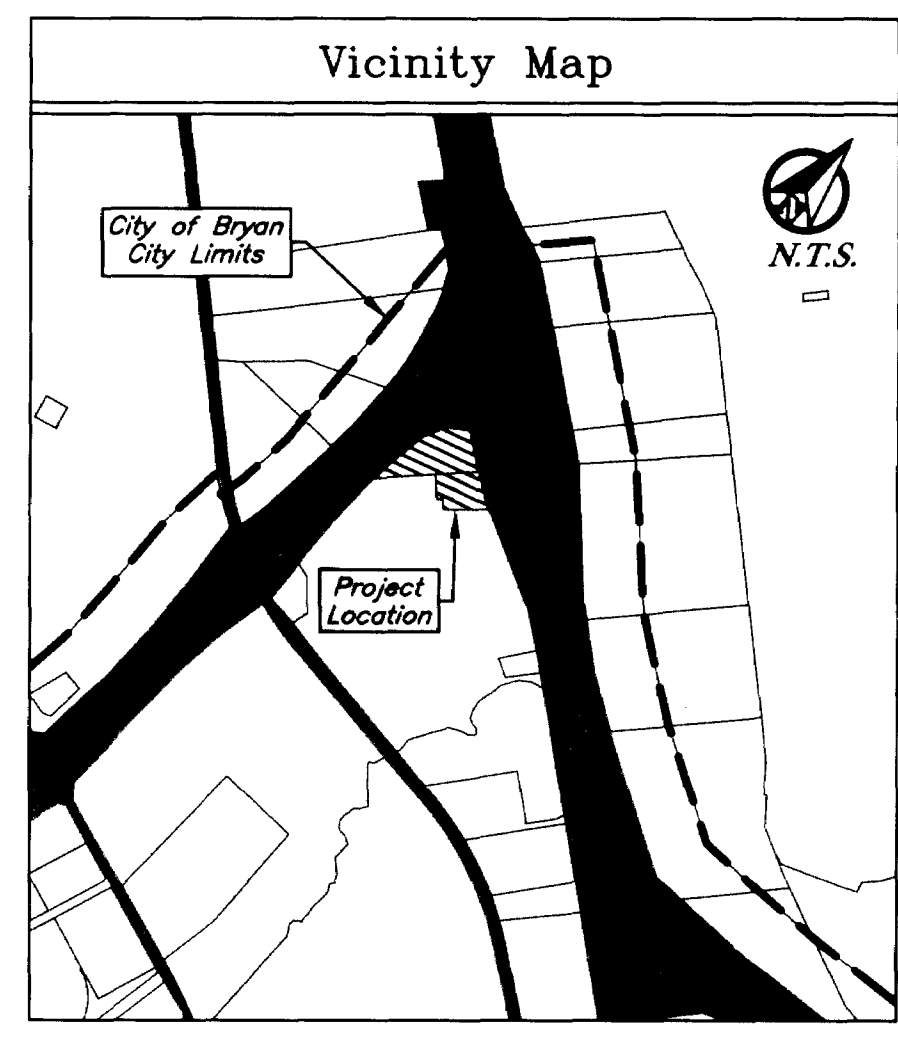 Vicinity Map
City of Bryan
City Limits
N.T.S.
Project
Location